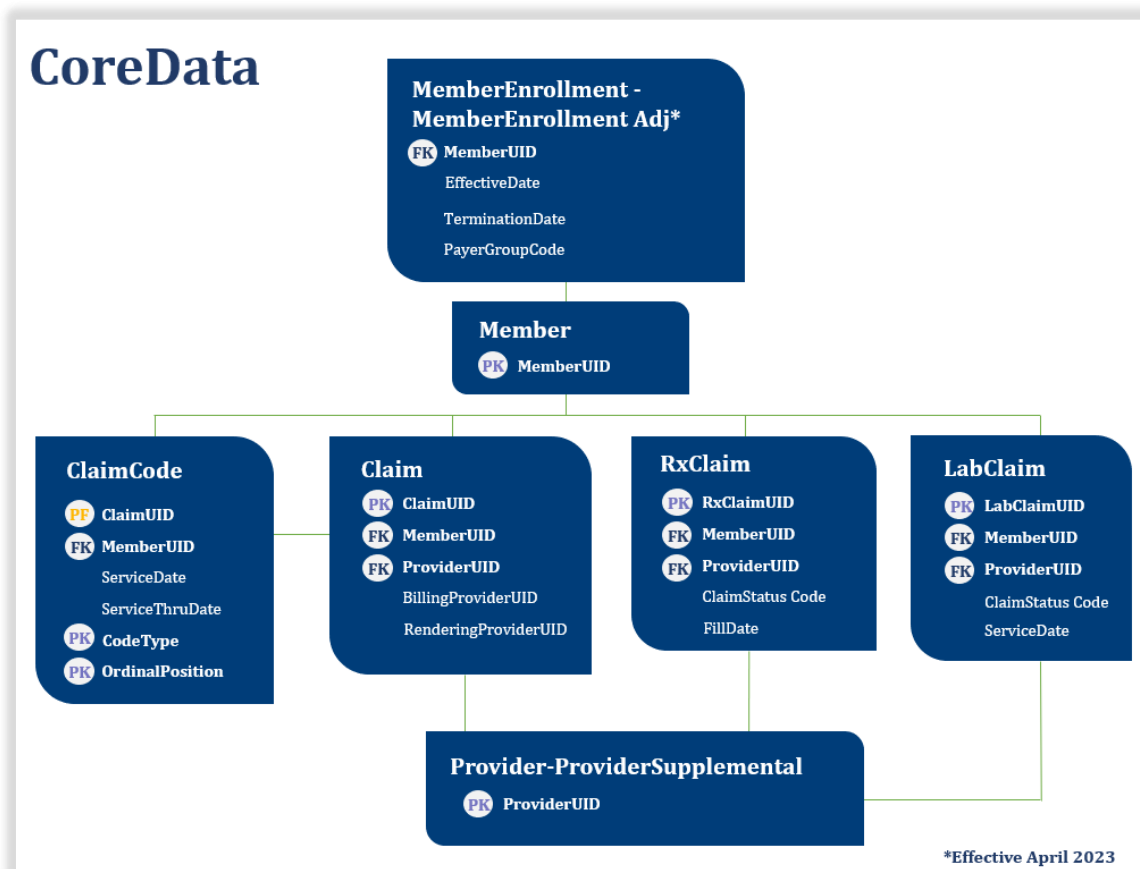 CoreData
MemberEnrollment -
MemberEnrollment Adj*
FK MemberUID
EffectiveDate
TerminationDate
PayerGroupCode
Member
PK MemberUID
ClaimCode
PF ClaimUID
FK MemberUID
ServiceDate
ServiceThruDate
PK CodeType
PK OrdinalPosition
Claim
PK ClaimUID
FK MemberUID
FK ProviderUID
BillingProviderUID
RenderingProviderUID
RxClaim
PK RxClaimUID
FK MemberUID
FK ProviderUID
ClaimStatus Code
FillDate
LabClaim
PK LabClaimUID
FK MemberUID
FK ProviderUID
ClaimStatus Code
ServiceDate
Provider-ProviderSupplemental
PK ProviderUID
*Effective April 2023